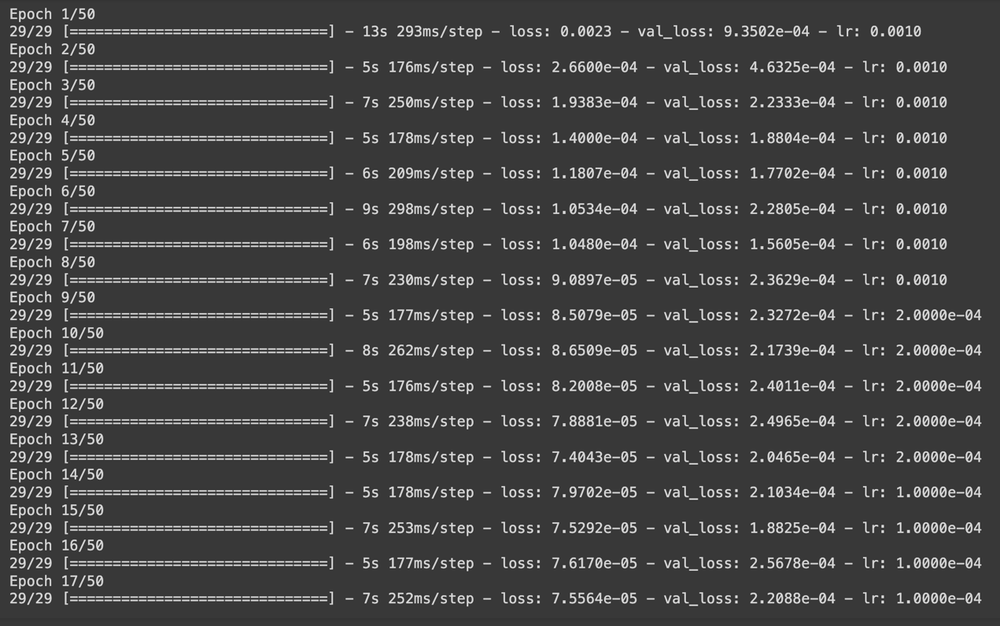 Epoch 1/50
29/29 [==============================] - 13s 293ms/step - loss: 0.0023 - val_loss: 9.3502e-04 - lr: 0.0010
Epoch 2/50
29/29 [==============================] - 5s 176ms/step - loss: 2.6600e-04 - val_loss: 4.6325e-04 - lr: 0.0010
Epoch 3/50
29/29 [==============================] - 7s 250ms/step - loss: 1.9383e-04 - val_loss: 2.2333e-04 - lr: 0.0010
Epoch 4/50
29/29 [==============================] - 5s 178ms/step - loss: 1.4000e-04 - val_loss: 1.8804e-04 - lr: 0.0010
Epoch 5/50
29/29 [==============================] - 6s 209ms/step - loss: 1.1807e-04 - val_loss: 1.7702e-04 - lr: 0.0010
Epoch 6/50
29/29 [==============================] - 9s 298ms/step - loss: 1.0534e-04 - val_loss: 2.2805e-04 - lr: 0.0010
Epoch 7/50
29/29 [==============================] - 6s 198ms/step - loss: 1.0480e-04 - val_loss: 1.5605e-04 - lr: 0.0010
Epoch 8/50
29/29 [==============================] - 7s 230ms/step - loss: 9.0897e-05 - val_loss: 2.3629e-04 - lr: 0.0010
Epoch 9/50
29/29 [==============================] - 5s 177ms/step - loss: 8.5079e-05 - val_loss: 2.3272e-04 - lr: 2.0000e-04
Epoch 10/50
29/29 [==============================] - 8s 262ms/step - loss: 8.6509e-05 - val_loss: 2.1739e-04 - lr: 2.0000e-04
Epoch 11/50
29/29 [==============================] - 5s 176ms/step - loss: 8.2008e-05 - val_loss: 2.4011e-04 - lr: 2.0000e-04
Epoch 12/50
29/29 [==============================] - 7s 238ms/step - loss: 7.8881e-05 - val_loss: 2.4965e-04 - lr: 2.0000e-04
Epoch 13/50
29/29 [==============================] - 5s 178ms/step - loss: 7.4043e-05 - val_loss: 2.0465e-04 - lr: 2.0000e-04
Epoch 14/50
29/29 [==============================] - 5s 178ms/step - loss: 7.9702e-05 - val_loss: 2.1034e-04 - lr: 1.0000e-04
Epoch 15/50
29/29 [==============================] - 7s 253ms/step - loss: 7.5292e-05 - val_loss: 1.8825e-04 - lr: 1.0000e-04
Epoch 16/50
29/29 [==============================] - 5s 177ms/step - loss: 7.6170e-05 - val_loss: 2.5678e-04 - lr: 1.0000e-04
Epoch 17/50
29/29 [==============================] - 7s 252ms/step - loss: 7.5564e-05 - val_loss: 2.2088e-04 - lr: 1.0000e-04